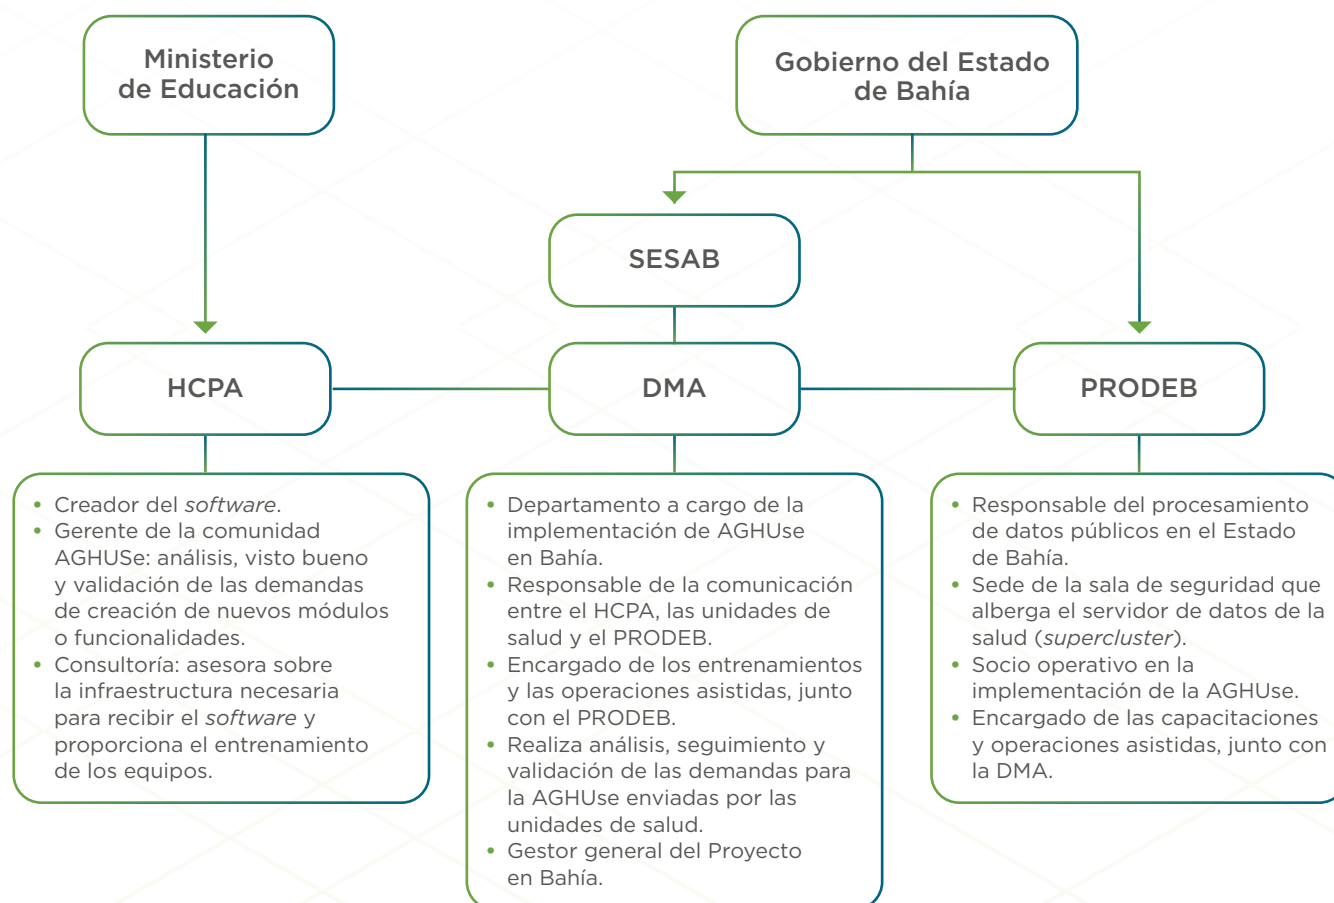 Ministerio
de Educación
Gobierno del Estado
de Bahía
SESAB
HCPA
DMA
PRODEB
• Creador del software.
• Gerente de la comunidad
AGHUSe: análisis, visto bueno
y validación de las demandas
de creación de nuevos módulos
o funcionalidades.
• Consultoría: asesora sobre
la infraestructura necesaria
para recibir el software y
proporciona el entrenamiento
de los equipos.
• Departamento a cargo de la
implementación de AGHUse
en Bahía.
• Responsable de la comunicación
entre el HCPA, las unidades de
salud y el PRODEB.
• Encargado de los entrenamientos
y las operaciones asistidas, junto
con el PRODEB.
• Realiza análisis, seguimiento y
validación de las demandas para
la AGHUse enviadas por las
unidades de salud.
• Gestor general del Proyecto
en Bahía.
• Responsable del procesamiento
de datos públicos en el Estado
de Bahía.
• Sede de la sala de seguridad que
alberga el servidor de datos de la
salud (supercluster).
• Socio operativo en la
implementación de la AGHUse.
• Encargado de las capacitaciones
y operaciones asistidas, junto con
la DMA.